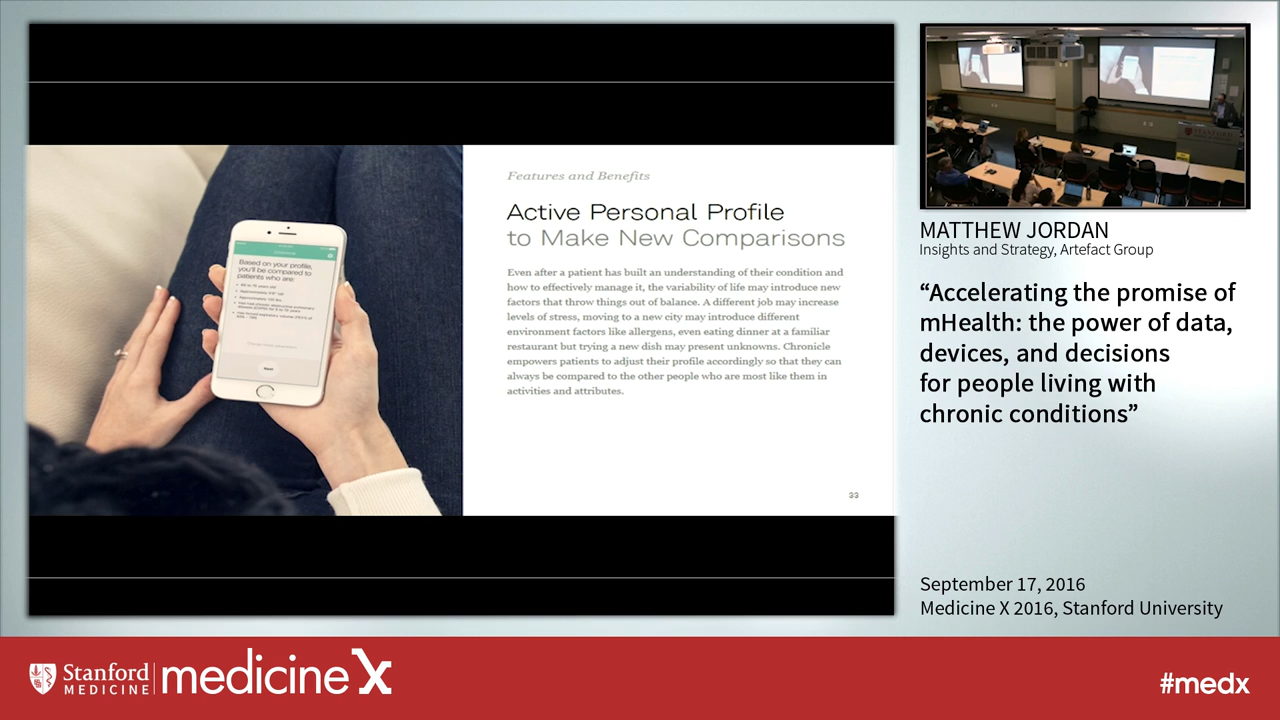 Based on your profile,
you'll be compared to
patients who are:
Features and Benefits
Active Personal Profile
to Make New Comparisons
Even after a patient has built an understanding of their condition and
how to effectively manage it, the variability of life may introduce new
factors that throw things out of balance. A different job may increase
levels of stress, moving to a new city may introduce different
environment factors like allergens, even eating dinner at a familiar
restaurant but trying a new dish may present unknowns. Chronicle
empowers patients to adjust their profile accordingly so that they can
always be compared to the other people who are most like them in
activities and attributes.
33
STANFORD
MATTHEW JORDAN
Insights and Strategy, Artefact Group
“Accelerating the promise of
mHealth: the power of data,
devices, and decisions
for people living with
chronic conditions”
September 17, 2016
Medicine X 2016, Stanford University
Stanford
MEDICINE
medicineX
#medx